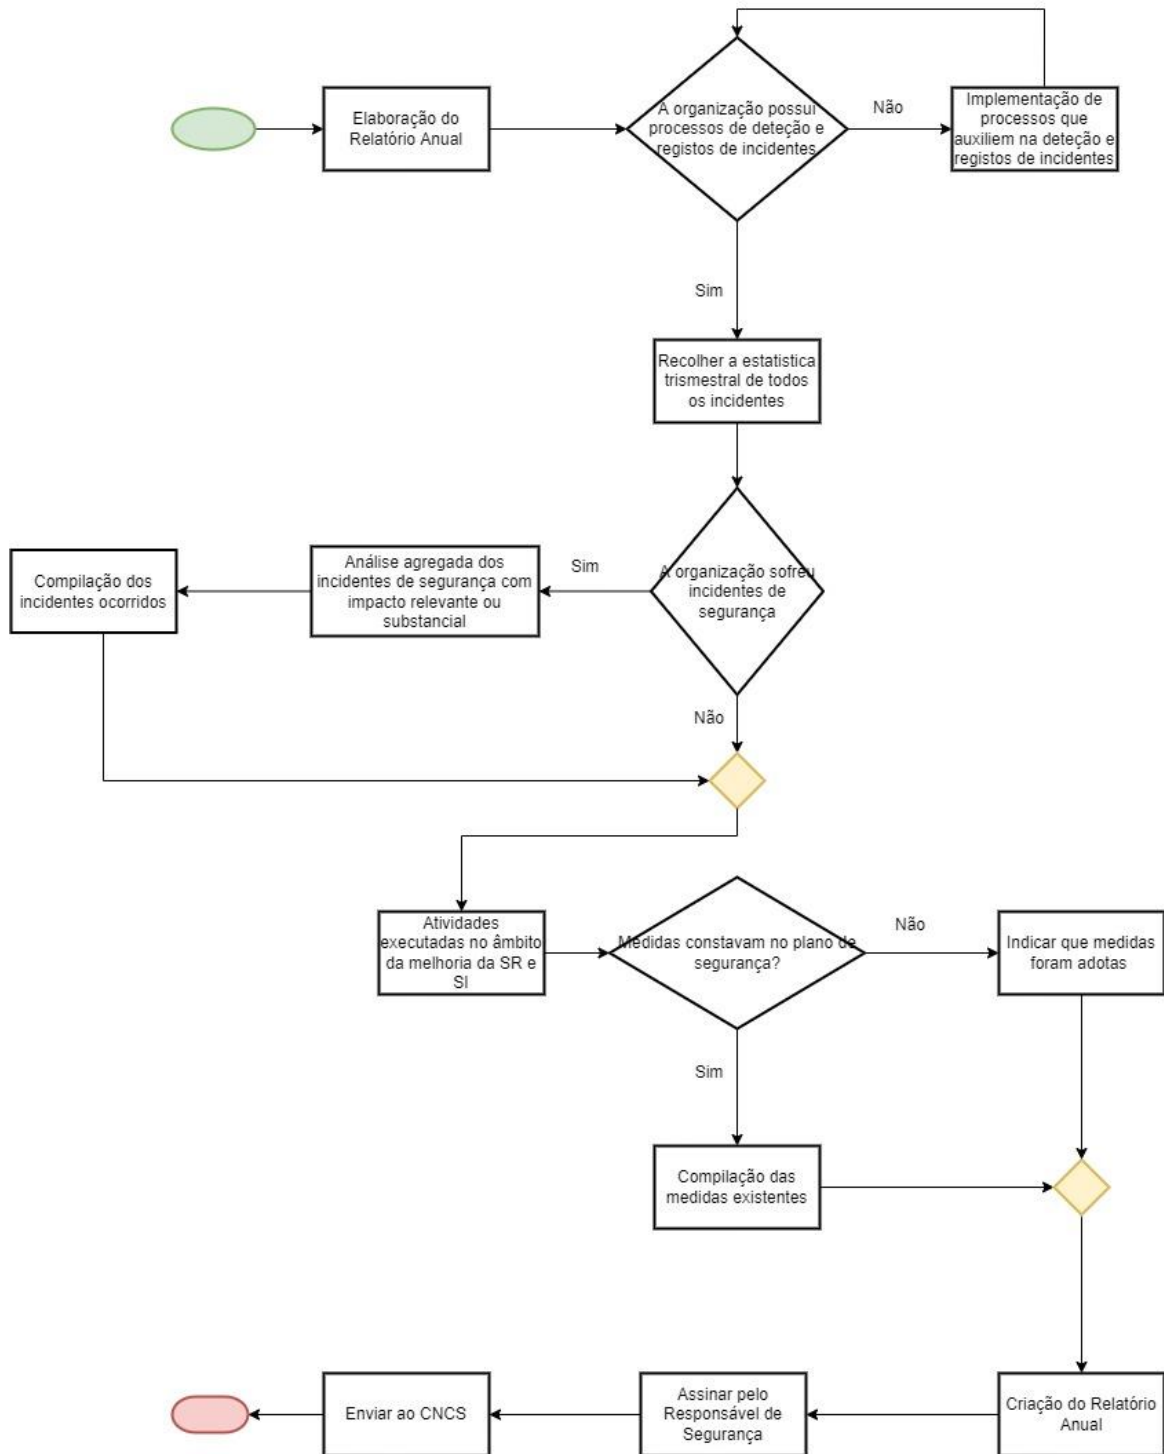 Elaboração do
Relatório Anual
A organização possui
processos de deteção e
registos de incidentes
Não
Implementação de
processos que
auxiliem na deteção e
registos de incidentes
Sim
Recolher a estatistica
trismestral de todos
os incidentes
A organização sofreu
incidentes de
segurança
Sim
Análise agregada dos
incidentes de segurança com
impacto relevante ou
substancial
Compilação dos
incidentes ocorridos
Não
Atividades
executadas no âmbito
da melhoria da SR e
SI
Medidas constavam no plano de
segurança?
Não
Indicar que medidas
foram adotas
Sim
Compilação das
medidas existentes
Criação do Relatório
Anual
Assinar pelo
Responsável de
Segurança
Enviar ao CNCS